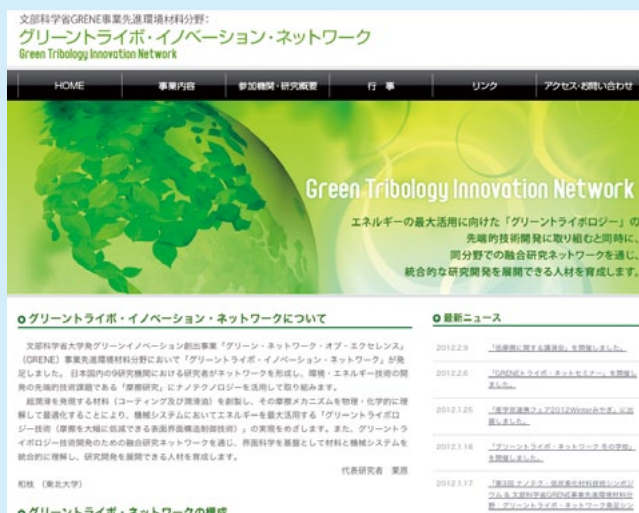 文部科学省GRENE事業先進環境材料分野:
グリーントライボ・イノベーション・ネットワーク
Green Tribology Innovation Network
HOME 事業内容 参加機関・研究概要 行 事 リンク アクセス・お問い合わせ
Green Tribology Innovation Network
エネルギーの最大活用に向けた「グリーントライボロジー」の
先端的技術開発に取り組むと同時に、
同分野での融合研究ネットワークを通じ、
統合的な研究開発を展開できる人材を育成します。
グリーントライボ・イノベーション・ネットワークについて
文部科学省大学発グリーンイノベーション創出事業「グリーン・ネットワーク・オブ・エクセレンス」
(GRENE) 事業先進環境材料分野において「グリーントライボ・イノベーション・ネットワーク」が発
足しました。 日本国内の9研究機関における研究者がネットワークを形成し、環境・エネルギー技術の開
発の先端的技術課題である「摩擦研究」にナノテクノロジーを活用して取り組みます。
超潤滑を発現する材料(コーティング及び潤滑油)を創製し、その摩擦メカニズムを物理・化学的に理
解して最適化することにより、機械システムにおいてエネルギーを最大活用する「グリーントライボロ
ジー技術(摩擦を大幅に低減できる表面界面構造制御技術)」の実現をめざします。また、グリーント
ライボロジー技術開発のための融合研究ネットワークを通じ、界面科学を基盤として材料と機械システムを
統合的に理解し、研究開発を展開できる人材を育成します。
代表研究者 栗原
和枝 (東北大学)
グリーントライボ・ネットワークの構成
最新ニュース
2012.2.9 「低摩擦に関する講演会」を開催しました。
2012.2.6 「GRENEトライボ・ネットセミナー」を開催し
ました。
2012.1.25 「産学官連携フェア2012Winterみやぎ」に出
展しました。
2012.1.18 「グリーントライボ・ネットワーク 冬の学校」
を開催しました。
2012.1.17 「第3回 ナノテク・低炭素化材料技術シンポジ
ウム & 文部科学省GRENE事業先進環境材料分
野:グリーントライボ・ネットワーク発足シン